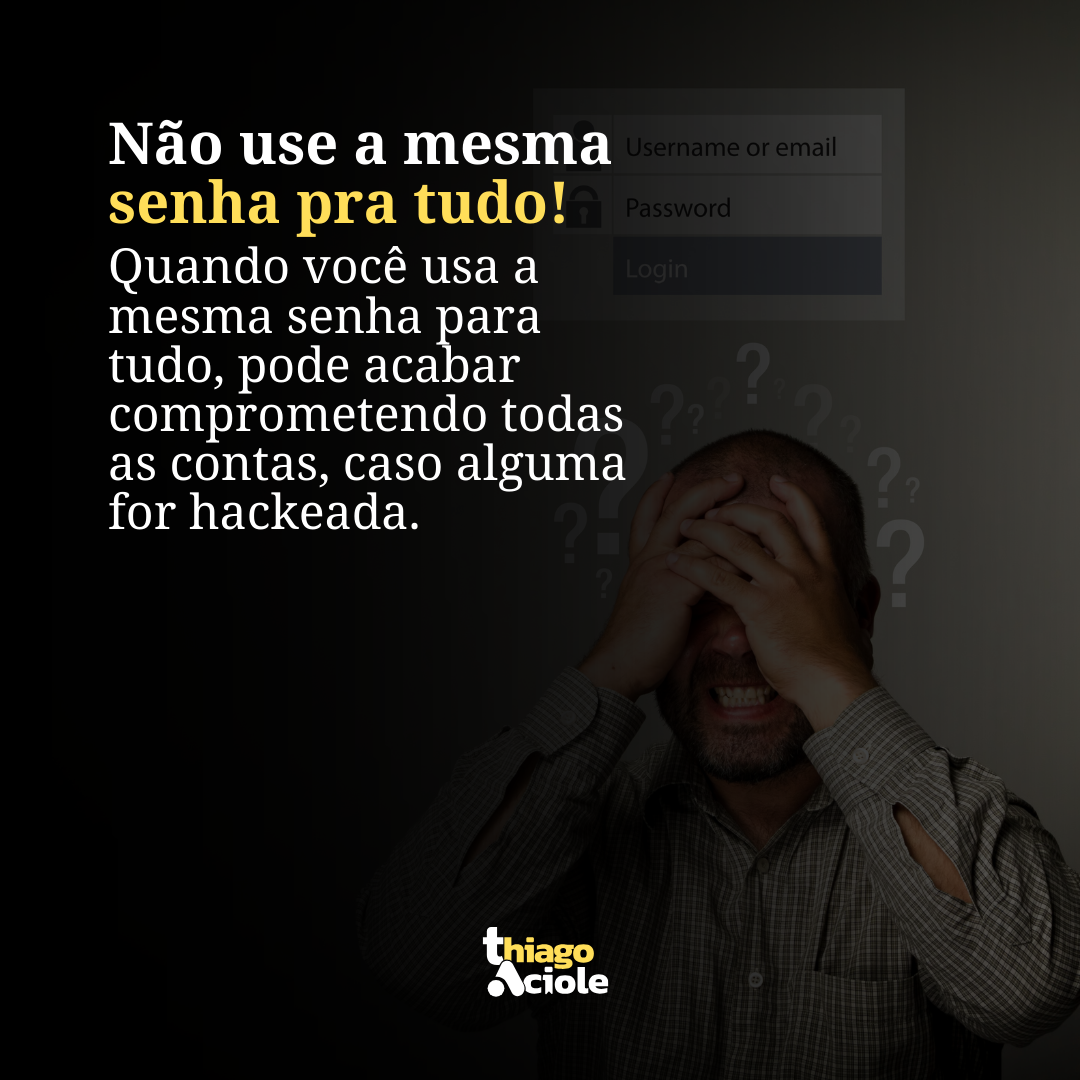 Não use a mesma
senha pra tudo!
Quando você usa a
mesma senha para
tudo, pode acabar
comprometendo todas
as contas, caso alguma
for hackeada.
Username or email
Password
Login
? ? ? ? ? ? ? ? ? ? ? ? ?
thiago
Aciole